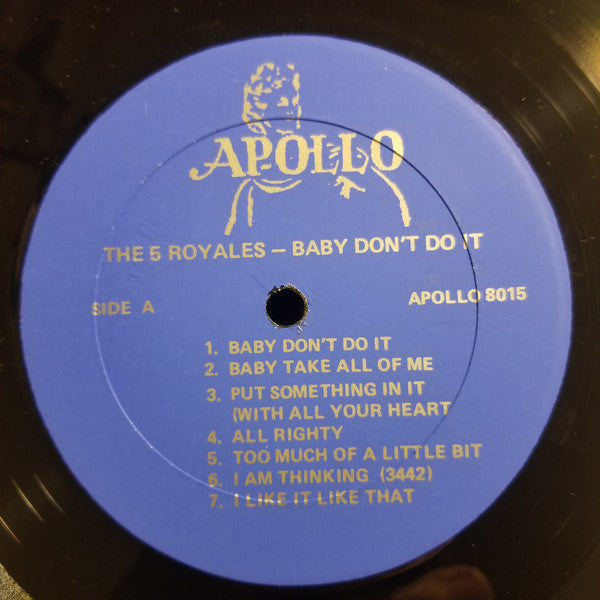 APOLLO
THE 5 ROYALES – BABY DON'T DO IT
SIDE A
APOLLO 8015
1. BABY DON'T DO IT
2. BABY TAKE ALL OF ME
3. PUT SOMETHING IN IT
(WITH ALL YOUR HEART
4. ALL RIGHTY
5. TOO MUCH OF A LITTLE BIT
6. I AM THINKING (3442)
7. I LIKE IT LIKE THAT